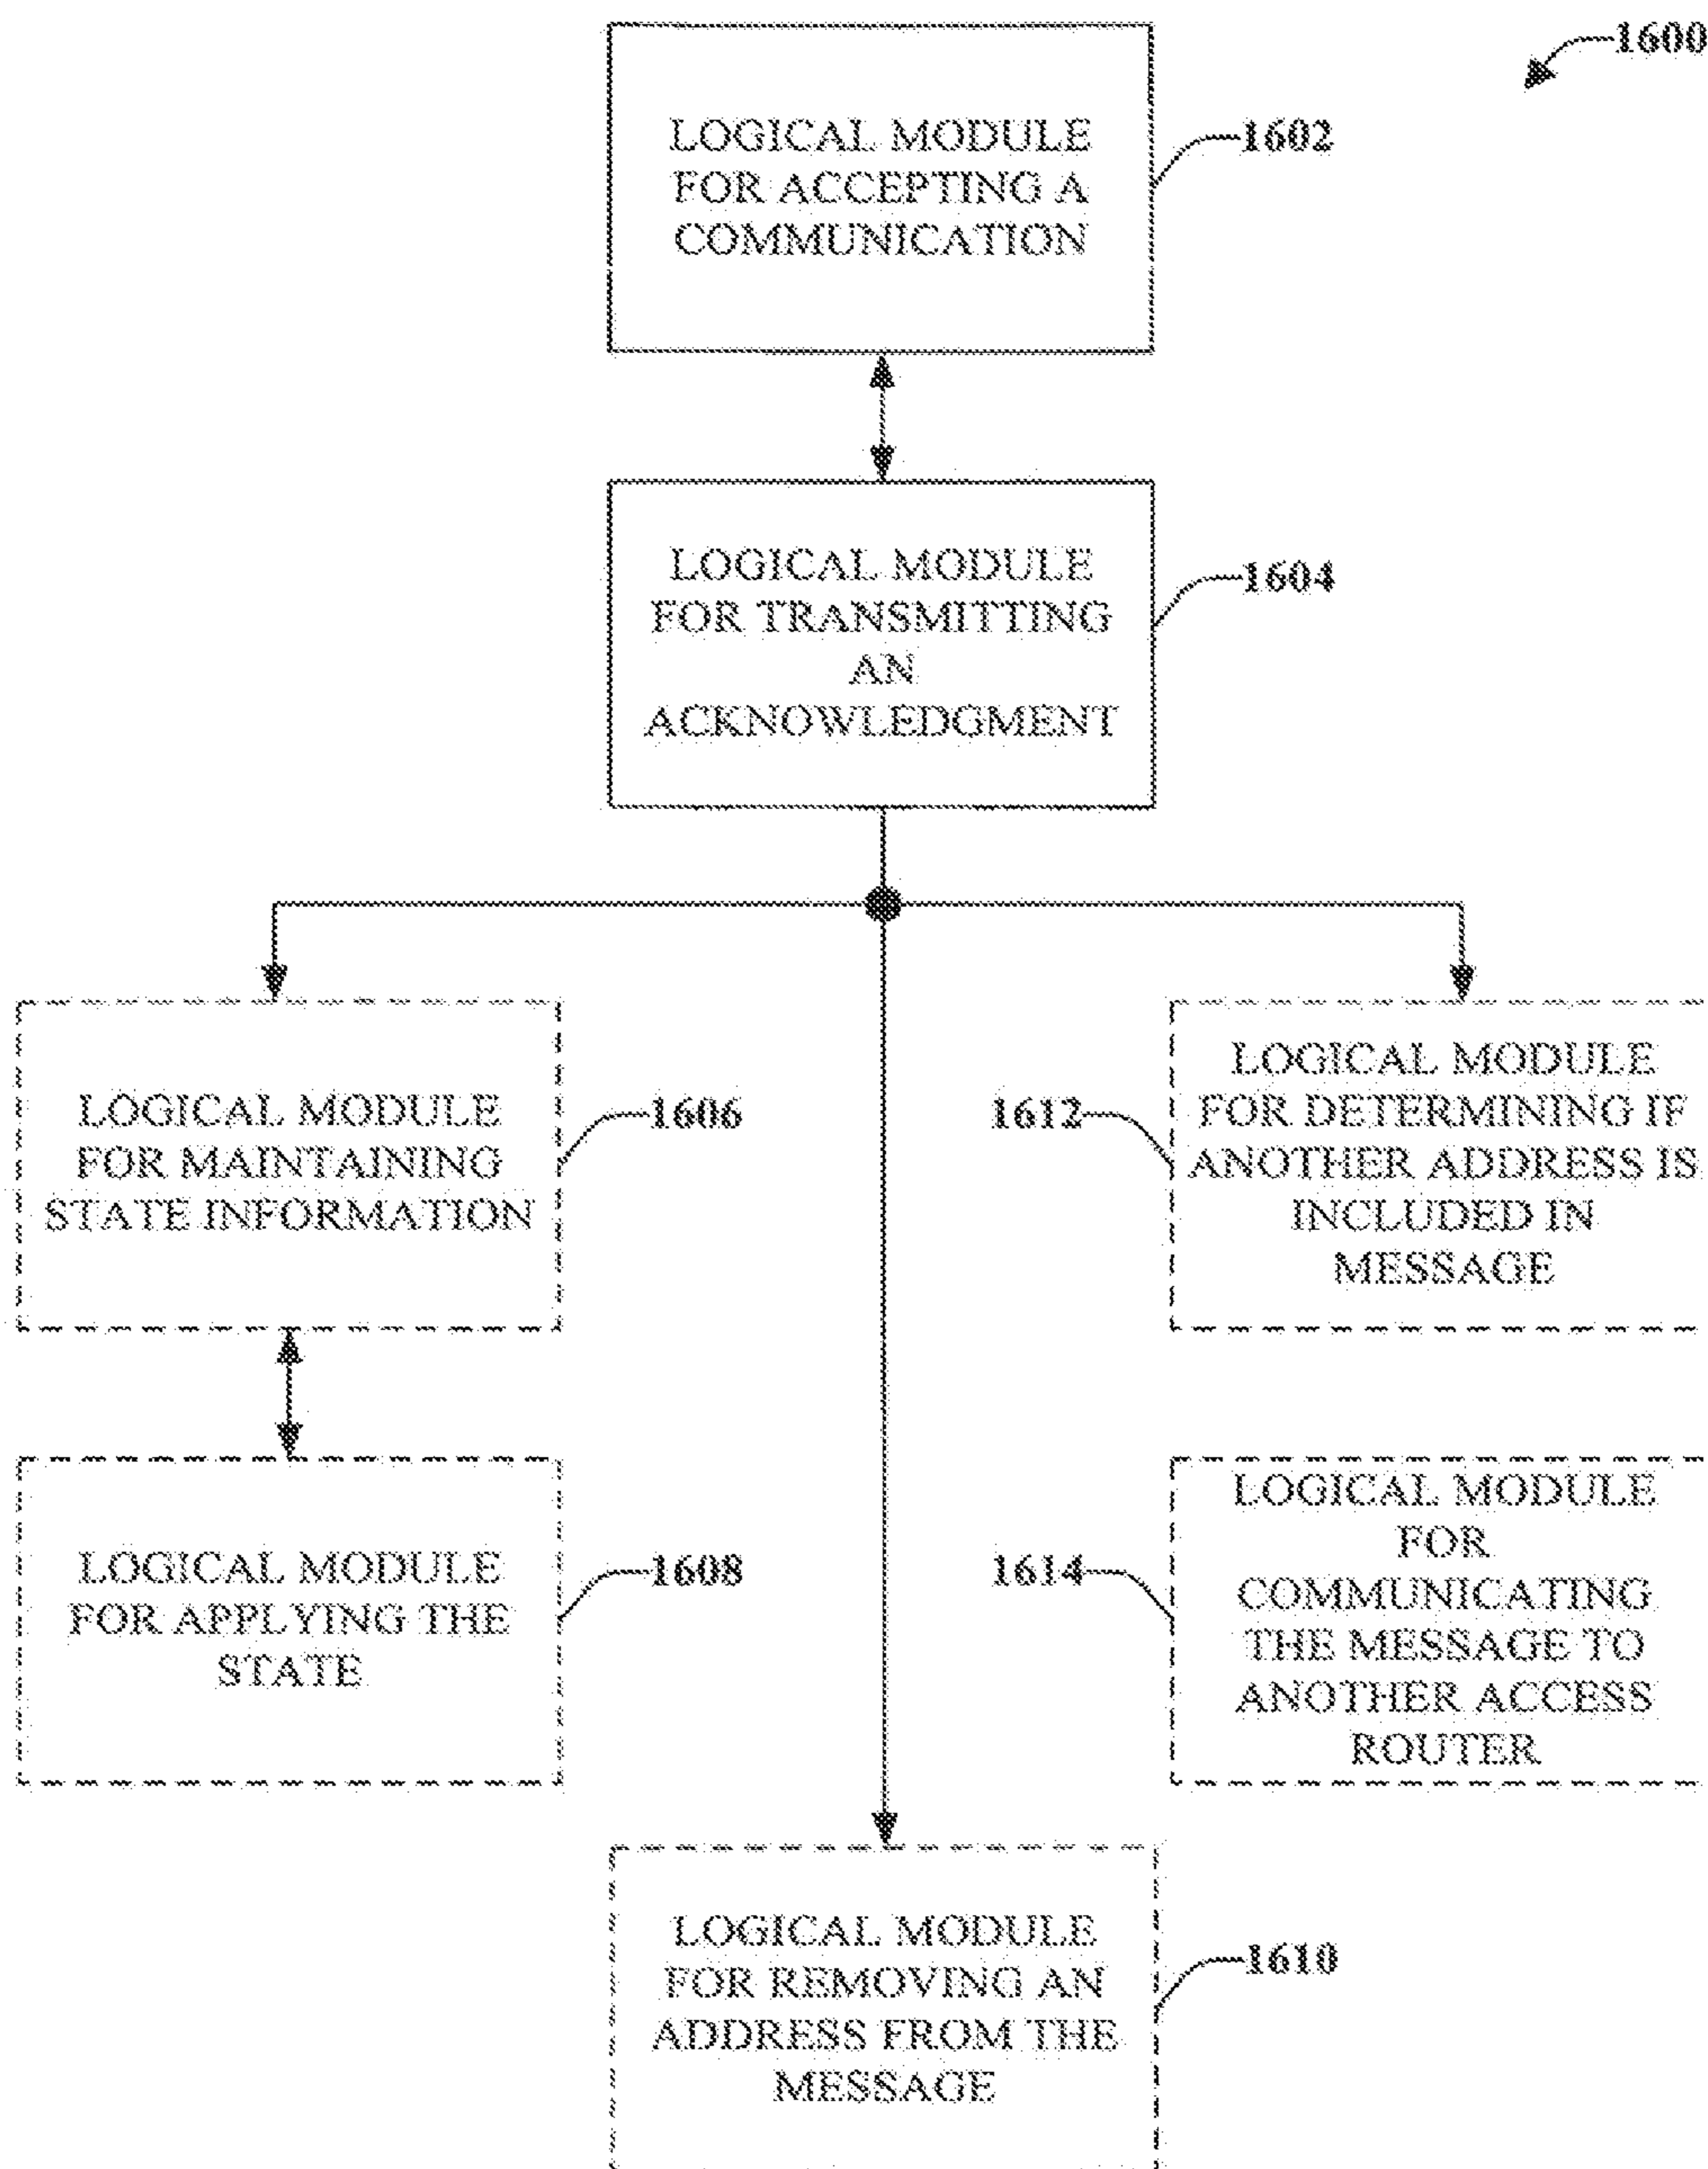 1600
LOGICAL MODULE
FOR ACCEPTING A
COMMUNICATION
1602
LOGICAL MODULE
FOR TRANSMITTING
AN
ACKNOWLEDGMENT
1604
LOGICAL MODULE
FOR MAINTAINING
STATE INFORMATION
1606
1612
LOGICAL MODULE
FOR DETERMINING IF
ANOTHER ADDRESS IS
INCLUDED IN
MESSAGE
LOGICAL MODULE
FOR APPLYING THE
STATE
1608
1614
LOGICAL MODULE
FOR
COMMUNICATING
THE MESSAGE TO
ANOTHER ACCESS
ROUTER
LOGICAL MODULE
FOR REMOVING AN
ADDRESS FROM THE
MESSAGE
1610